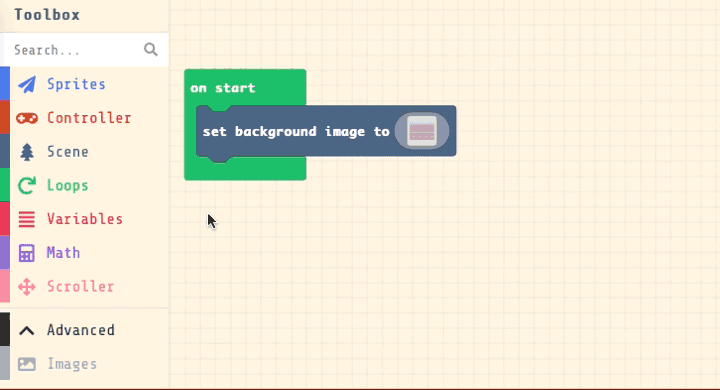 Toolbox
Search...
Sprites
Controller
Scene
Loops
Variables
Math
Scroller
Advanced
Images
on start
set background image to